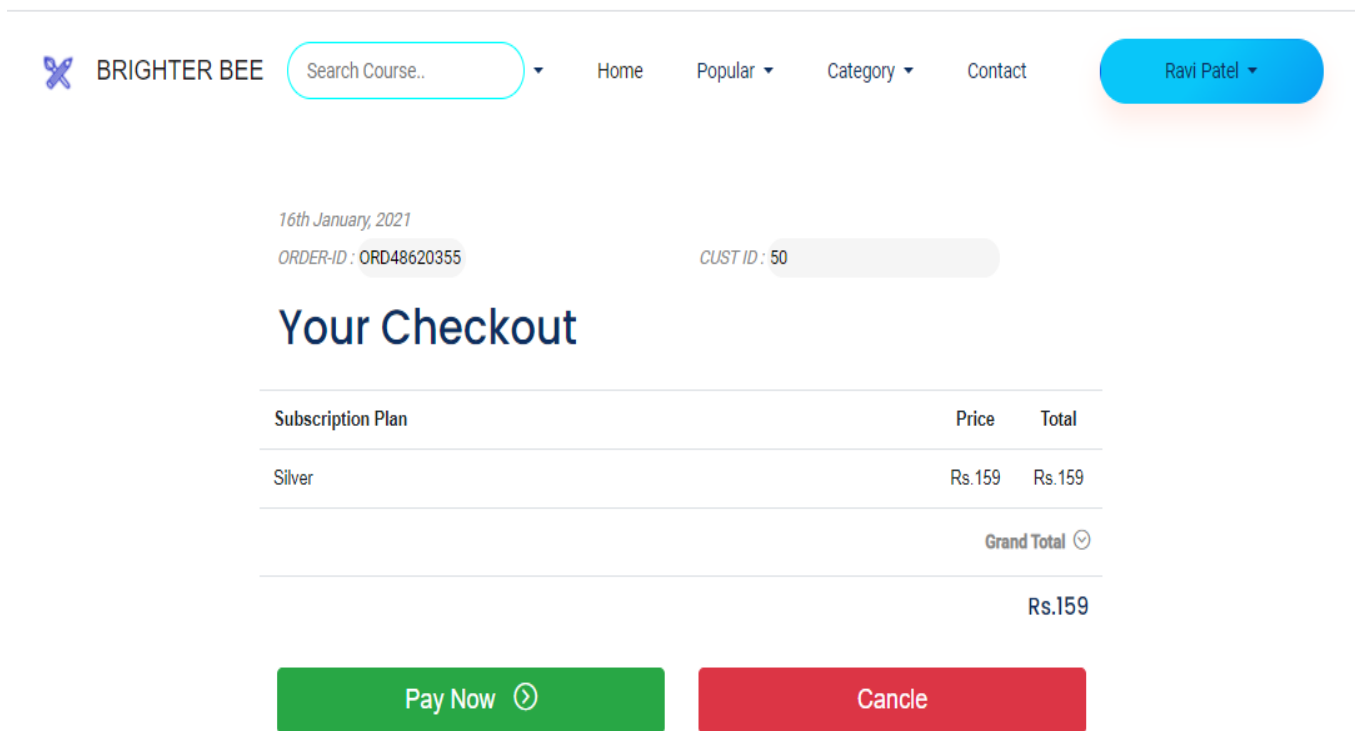 BRIGHTER BEE Search Course.. Home Popular Category Contact Ravi Patel
16th January, 2021
ORDER-ID : ORD48620355 CUST ID : 50
Your Checkout
Subscription Plan Price Total
Silver Rs.159 Rs.159
Grand Total
Rs.159
Pay Now Cancle